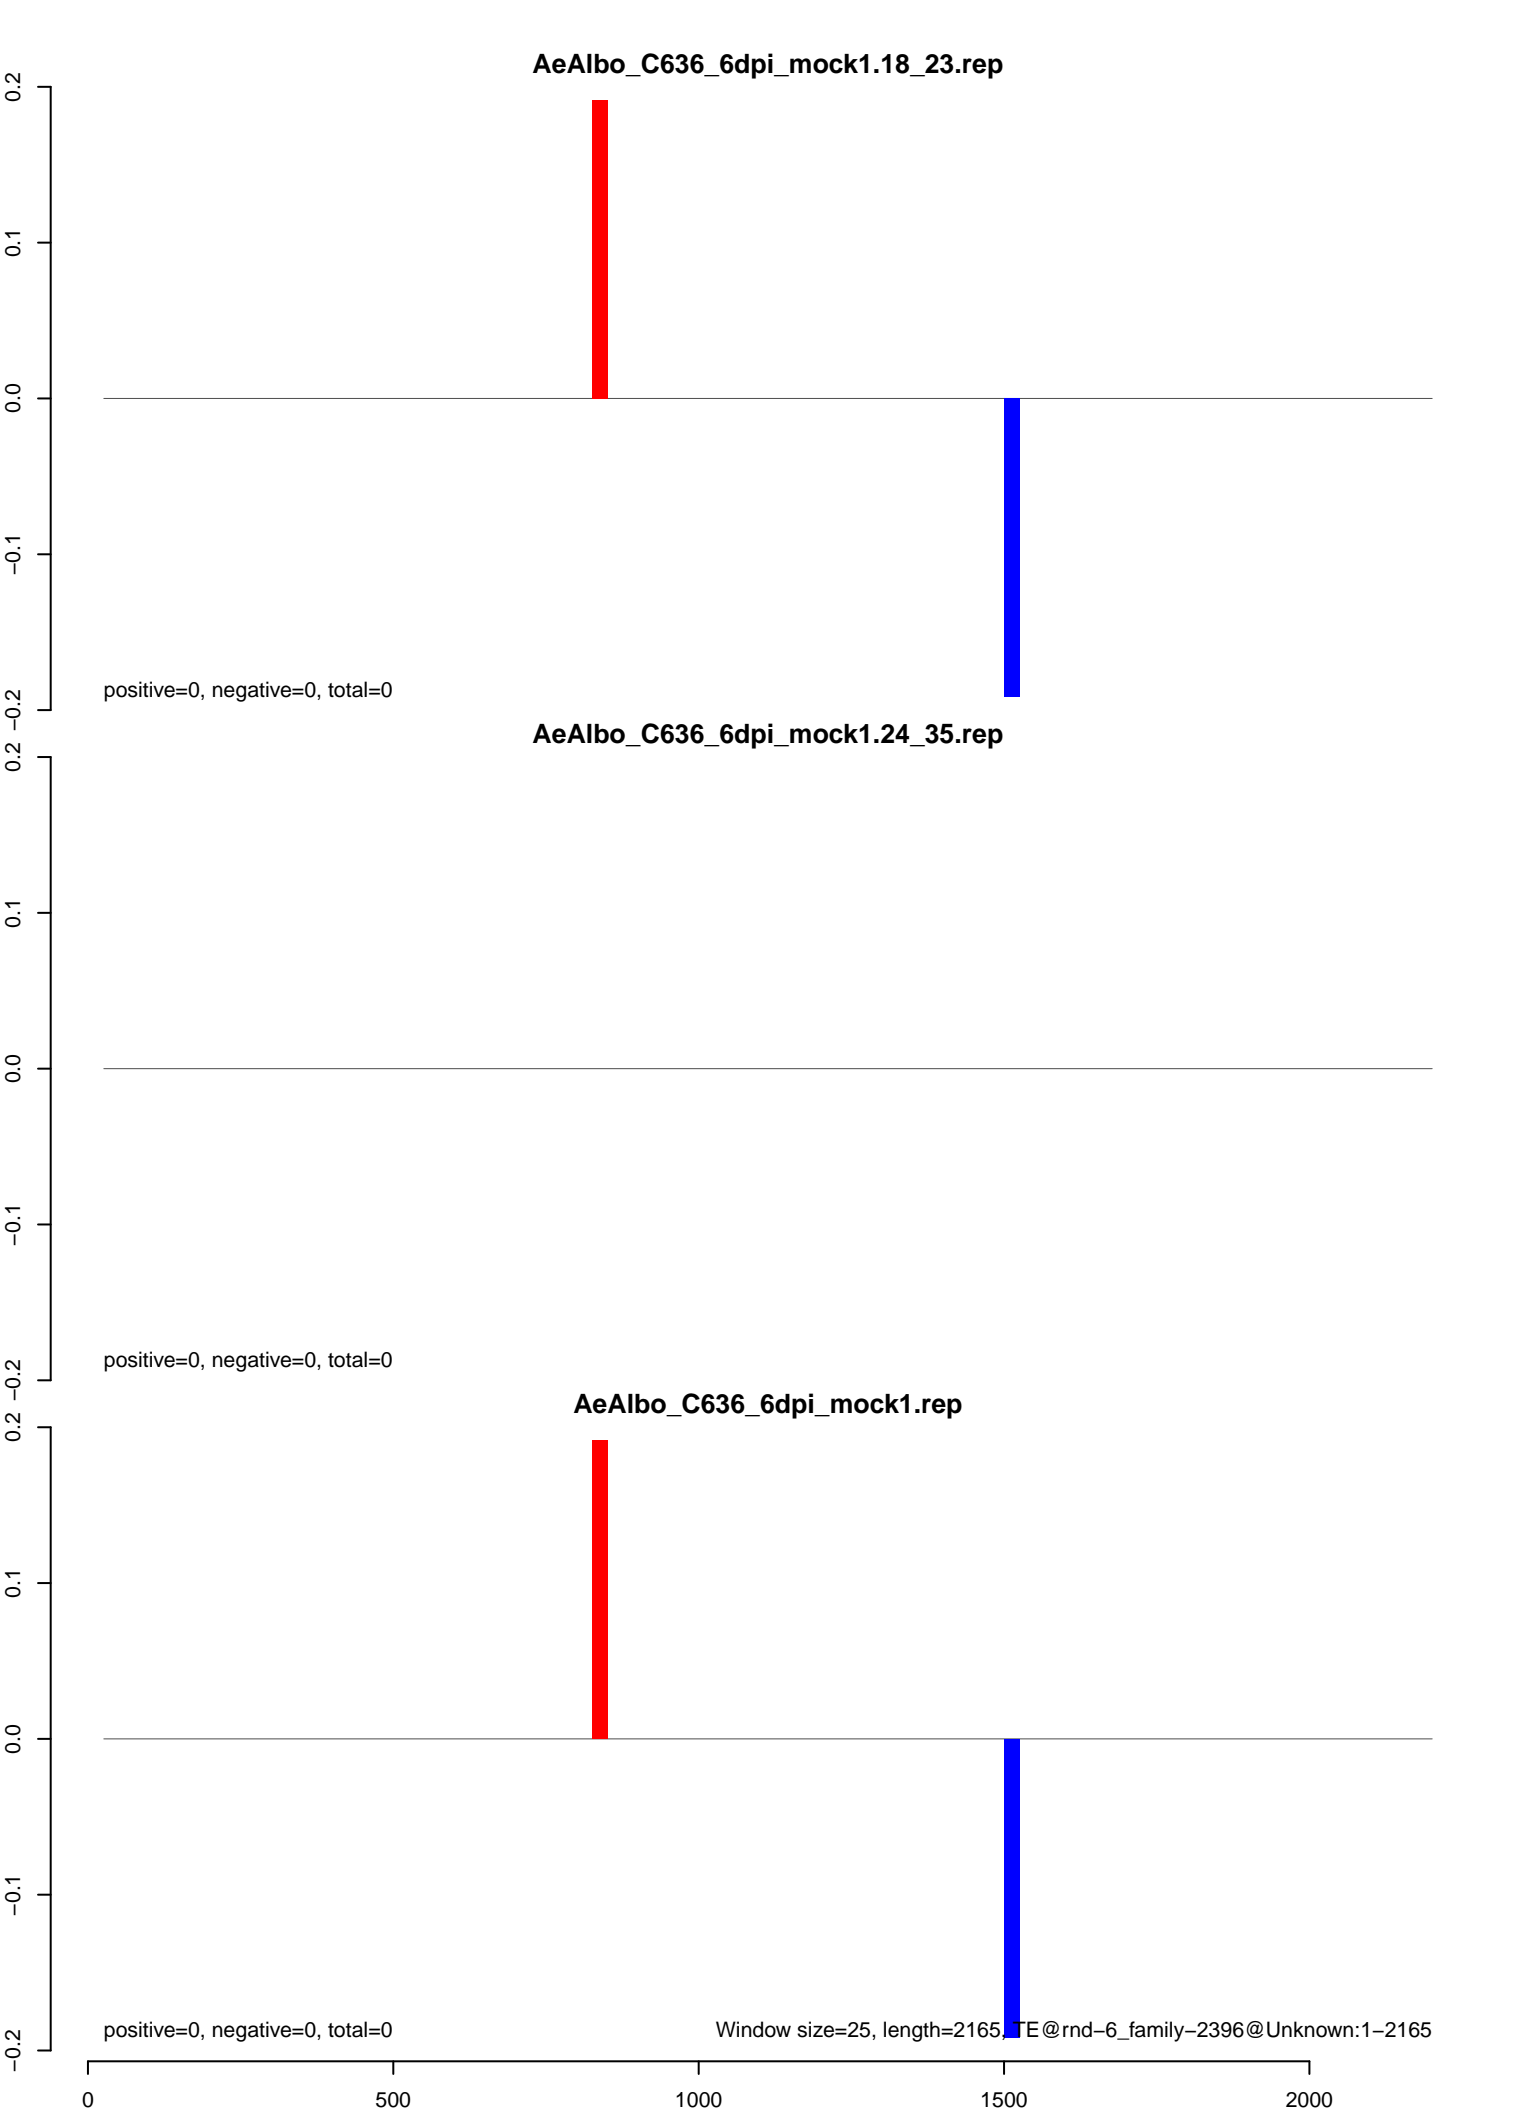 AeAlbo_C636_6dpi_mock1.18_23.rep
0.2
0.1
0.0
−0.1
−0.2
positive=0, negative=0, total=0
AeAlbo_C636_6dpi_mock1.24_35.rep
0.2
0.1
0.0
−0.1
−0.2
positive=0, negative=0, total=0
AeAlbo_C636_6dpi_mock1.rep
0.2
0.1
0.0
−0.1
−0.2
positive=0, negative=0, total=0
Window size=25, length=2165, TE@rnd−6_family−2396@Unknown:1−2165
0 500 1000 1500 2000